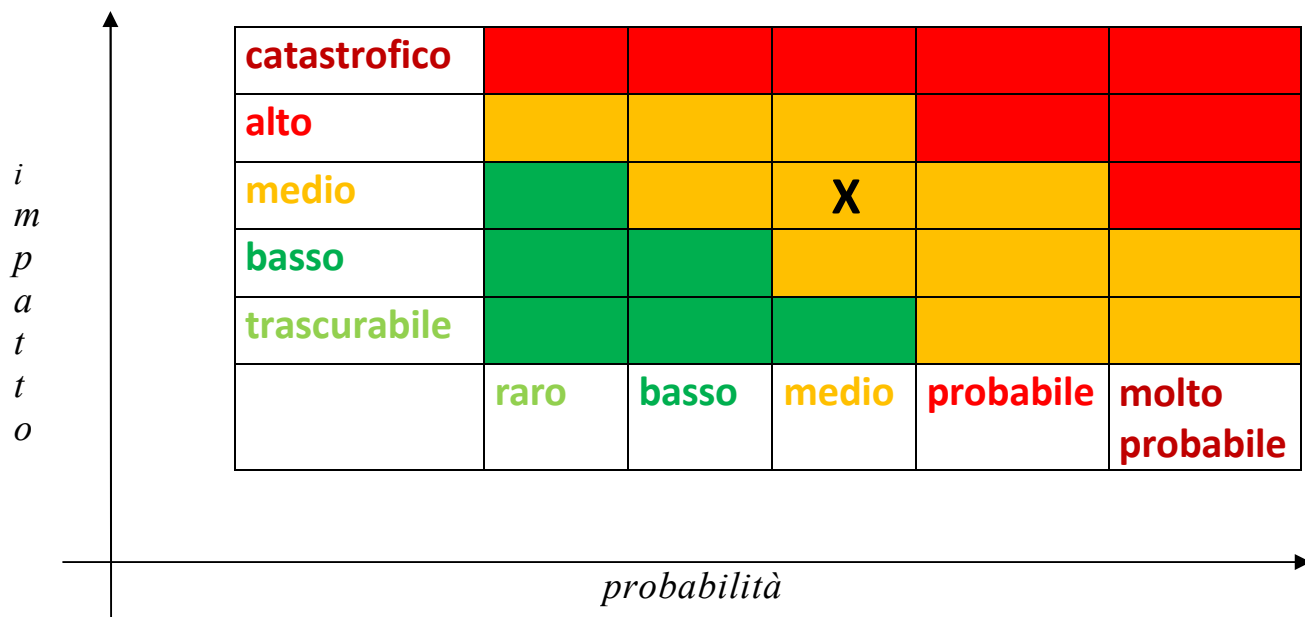 catastrofico
alto
medio
X
basso
trascurabile
raro basso medio probabile molto
probabile
i
m
p
a
t
t
o
probabilità